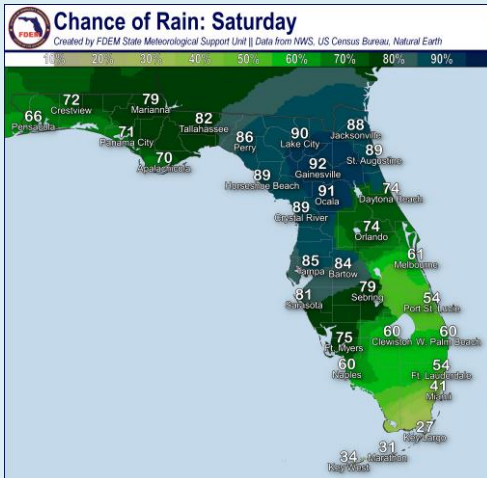 FDEM
Chance of Rain: Saturday
Created by FDEM State Meteorological Support Unit || Data from NWS, US Census Bureau, Natural Earth
10% 20% 30% 40% 50% 60% 70% 80% 90%
66
Pensacola
72
Crestview
79
Marianna
71
Panama City
82
Tallahassee
70
Apalachicola
86
Perry
90
Lake City
88
Jacksonville
92
Gainesville
89
St. Augustine
89
Horseshoe Beach
91
Ocala
74
Daytona Beach
89
Crystal River
74
Orlando
61
Melbourne
85
Tampa
84
Bartow
79
Sebring
81
Sarasota
54
Port St. Lucie
75
Ft. Myers
60
Clewiston
60
W. Palm Beach
60
Naples
54
Ft. Lauderdale
41
Miami
27
Key Largo
31
Marathon
34
Key West